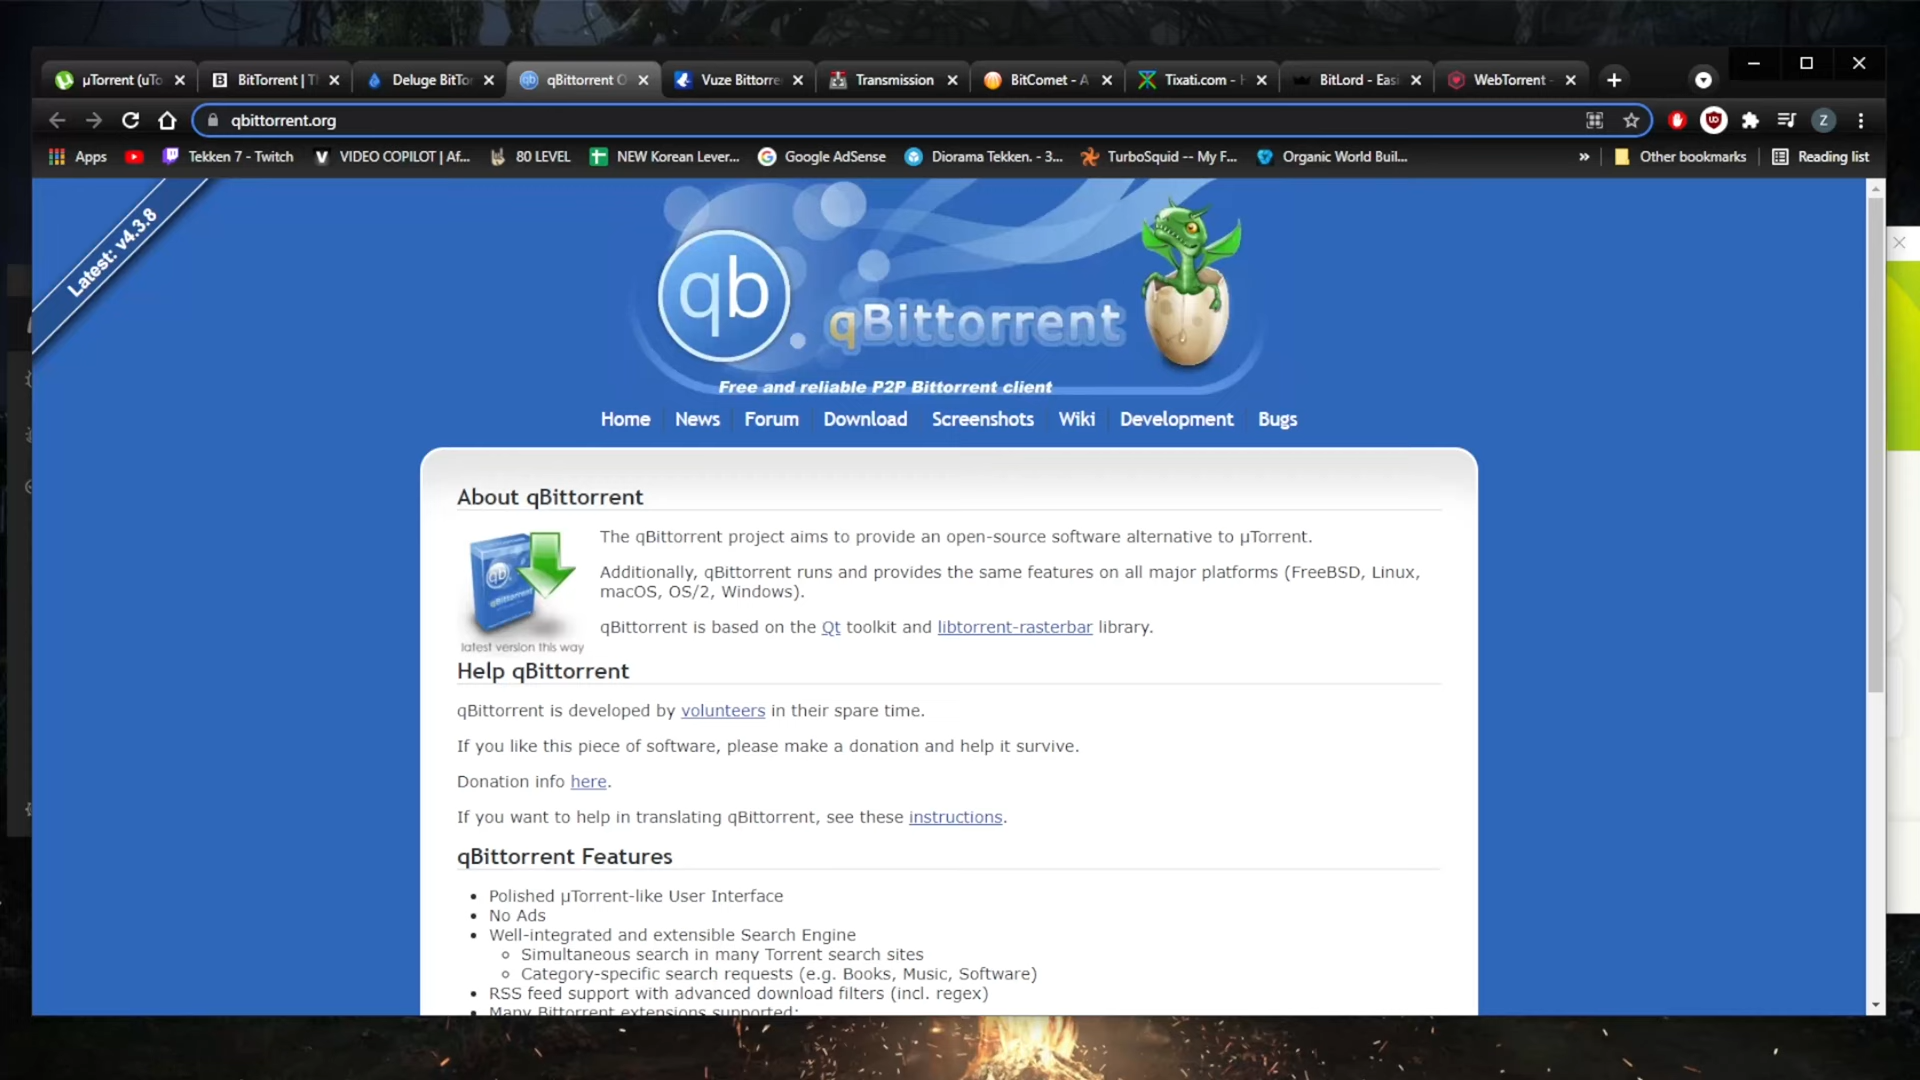 µTorrent (uTo
BitTorrent | Th
Deluge BitTor
qBittorrent O
Vuze Bittorre
Transmission
BitComet - A
Tixati.com - H
BitLord - Easi
WebTorrent -
qbittorrent.org
Z
Apps
Tekken 7 - Twitch
VIDEO COPILOT | Af...
80 LEVEL
NEW Korean Lever...
Google AdSense
Diorama Tekken. - 3...
TurboSquid -- My F...
Organic World Buil...
»
Other bookmarks
Reading list
Latest: v4.3.8
qb
qBittorrent
Free and reliable P2P Bittorrent client
Home
News
Forum
Download
Screenshots
Wiki
Development
Bugs
About qBittorrent
The qBittorrent project aims to provide an open-source software alternative to µTorrent.
Additionally, qBittorrent runs and provides the same features on all major platforms (FreeBSD, Linux,
macOS, OS/2, Windows).
qBittorrent is based on the Qt toolkit and libtorrent-rasterbar library.
qb
qBittorrent
latest version this way
Help qBittorrent
qBittorrent is developed by volunteers in their spare time.
If you like this piece of software, please make a donation and help it survive.
Donation info here.
If you want to help in translating qBittorrent, see these instructions.
qBittorrent Features
• Polished µTorrent-like User Interface
• No Ads
• Well-integrated and extensible Search Engine
Simultaneous search in many Torrent search sites
Category-specific search requests (e.g. Books, Music, Software)
• RSS feed support with advanced download filters (incl. regex)
• Many Bittorrent extensions supported: